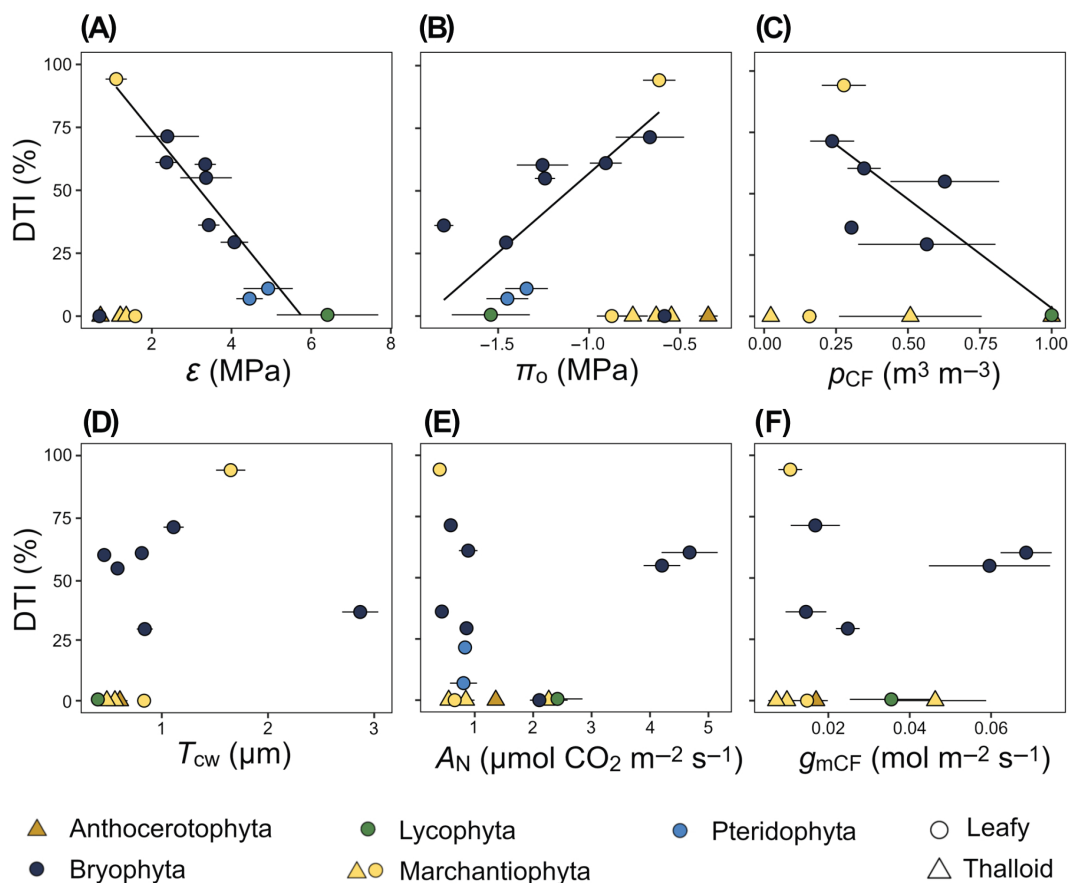 (A) (B) (C)
DTI (%)
100
75
50
25
0
2 4 6
−1.5 −1.0 −0.5
0.00 0.25 0.50 0.75 1.00
ε (MPa) πo (MPa) pCF (m³ m⁻³)
(D) (E) (F)
DTI (%)
100
75
50
25
0
1 2 3
1 2 3 4 5
0.02 0.04 0.06
Tcw (µm) AN (µmol CO₂ m⁻² s⁻¹) gmCF (mol m⁻² s⁻¹)
Anthocerotophyta Lycophyta Pteridophyta Leafy
Bryophyta Marchantiophyta Thalloid